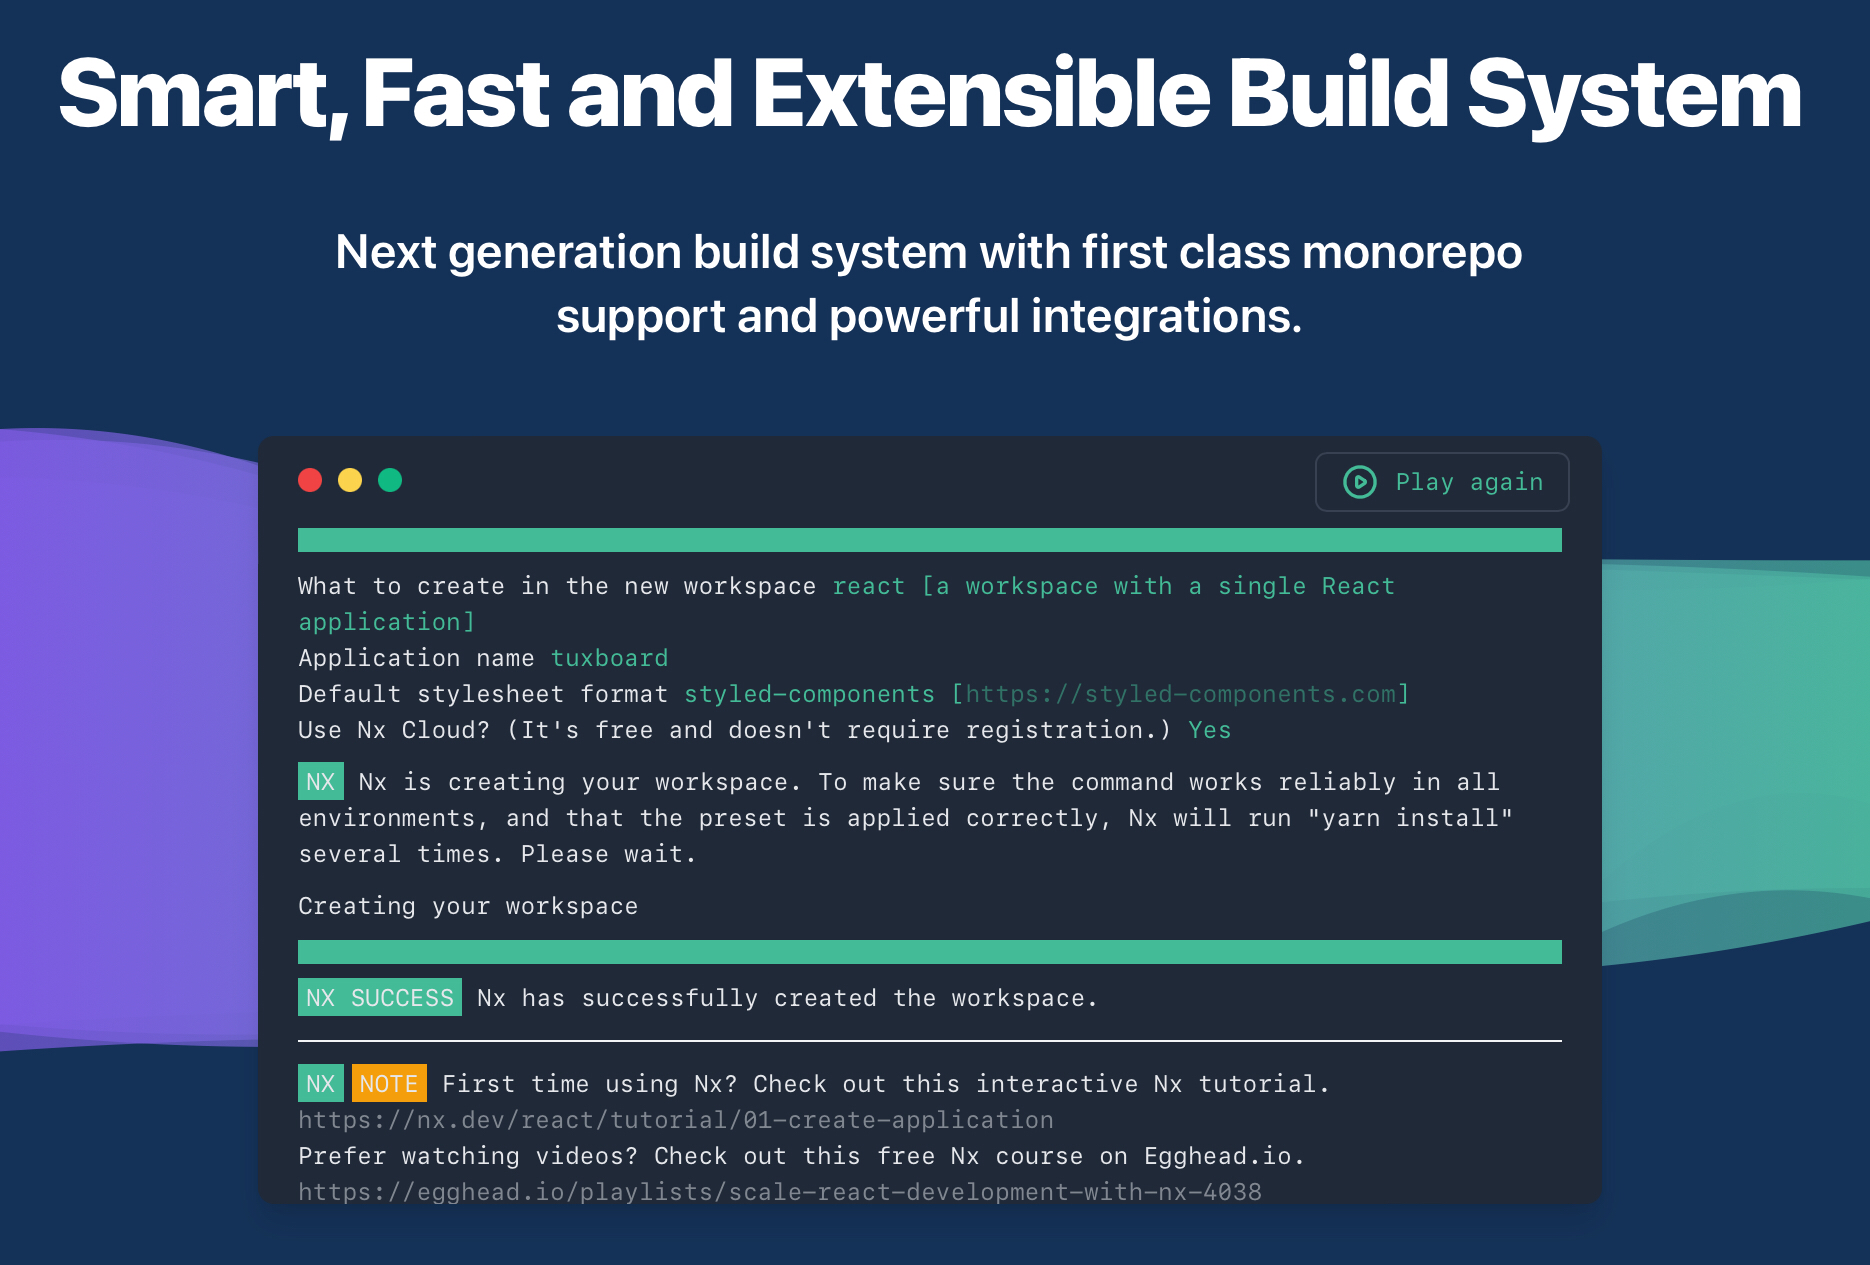 Smart, Fast and Extensible Build System
Next generation build system with first class monorepo
support and powerful integrations.
Play again
What to create in the new workspace react [a workspace with a single React
application]
Application name tuxboard
Default stylesheet format styled-components [https://styled-components.com]
Use Nx Cloud? (It's free and doesn't require registration.) Yes
NX Nx is creating your workspace. To make sure the command works reliably in all
environments, and that the preset is applied correctly, Nx will run "yarn install"
several times. Please wait.
Creating your workspace
NX SUCCESS Nx has successfully created the workspace.
NX NOTE First time using Nx? Check out this interactive Nx tutorial.
https://nx.dev/react/tutorial/01-create-application
Prefer watching videos? Check out this free Nx course on Egghead.io.
https://egghead.io/playlists/scale-react-development-with-nx-4038